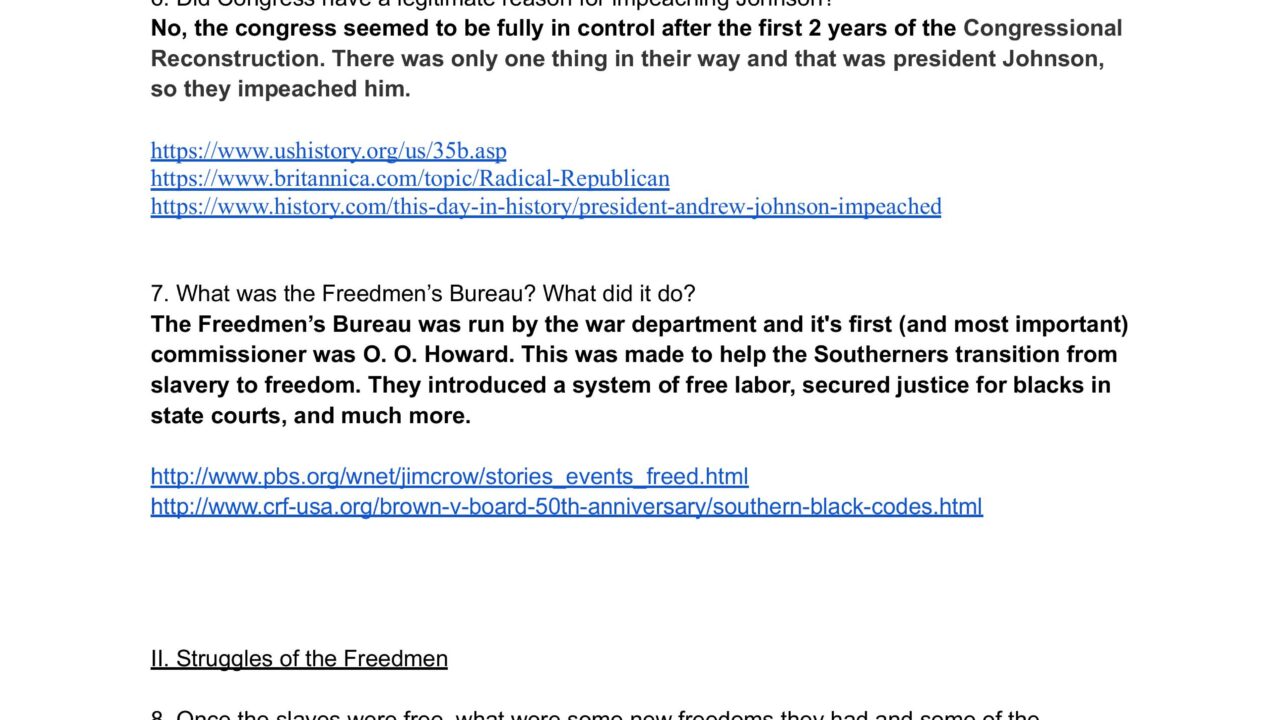 6. Did Congress have a legitimate reason for impeaching Johnson?
No, the congress seemed to be fully in control after the first 2 years of the Congressional
Reconstruction. There was only one thing in their way and that was president Johnson,
so they impeached him.
https://www.ushistory.org/us/35b.asp
https://www.britannica.com/topic/Radical-Republican
https://www.history.com/this-day-in-history/president-andrew-johnson-impeached
7. What was the Freedmen’s Bureau? What did it do?
The Freedmen’s Bureau was run by the war department and it's first (and most important)
commissioner was O. O. Howard. This was made to help the Southerners transition from
slavery to freedom. They introduced a system of free labor, secured justice for blacks in
state courts, and much more.
http://www.pbs.org/wnet/jimcrow/stories_events_freed.html
http://www.crf-usa.org/brown-v-board-50th-anniversary/southern-black-codes.html
II. Struggles of the Freedmen
8. Once the slaves were free, what were some new freedoms they had and some of the